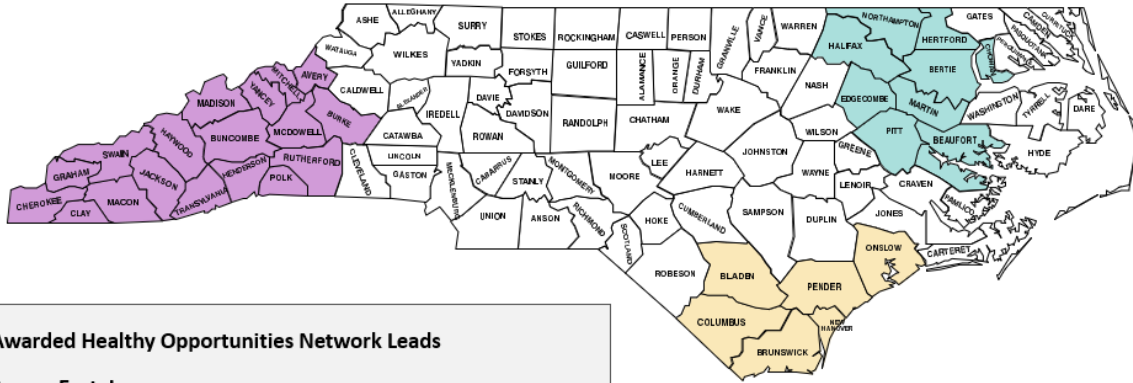 ASHE
ALLEGHANY
SURRY
STOKES
ROCKINGHAM
CASWELL
PERSON
GRANVILLE
VANCE
WARREN
NORTHAMPTON
GATES
CAMDEN
CURRITUCK
PASQUOTANK
HALIFAX
HERTFORD
WATAUGA
WILKES
YADKIN
FORSYTH
GUILFORD
ALAMANCE
ORANGE
DURHAM
FRANKLIN
NASH
BERTIE
CHOWAN
MITCHELL
AVERY
CALDWELL
ALEXANDER
IREDELL
DAVIE
DAVIDSON
RANDOLPH
CHATHAM
WAKE
EDGECOMBE
MARTIN
WASHINGTON
TYRRELL
DARE
MADISON
YANCEY
BURKE
CATAWBA
ROWAN
WILSON
PITT
BEAUFORT
HYDE
BUNCOMBE
MCDOWELL
HAYWOOD
SWAIN
GRAHAM
JACKSON
HENDERSON
RUTHERFORD
POLK
CLEVELAND
LINCOLN
GASTON
MECKLENBURG
CABARRUS
STANLY
MONTGOMERY
MOORE
LEE
HARNETT
JOHNSTON
WAYNE
GREENE
LENOIR
CRAVEN
PAMLICO
CHEROKEE
CLAY
MACON
TRANSYLVANIA
UNION
ANSON
RICHMOND
SCOTLAND
HOKE
CUMBERLAND
SAMPSON
DUPLIN
JONES
CARTERET
ONSLOW
ROBESON
BLADEN
PENDER
COLUMBUS
NEW
HANOVER
BRUNSWICK
Awarded Healthy Opportunities Network Leads